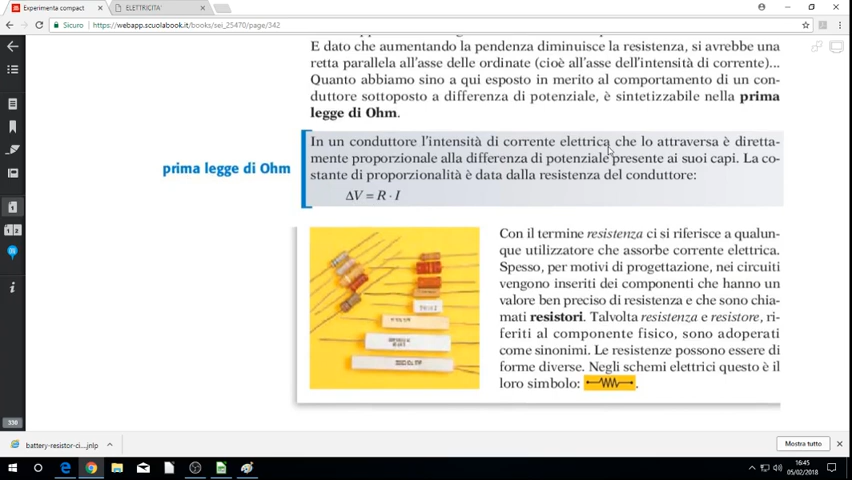 Experimenta compact
ELETTRICITA'
Sicuro
https://webapp.scuolabook.it/books/sei_25470/page/342
E dato che aumentando la pendenza diminuisce la resistenza, si avrebbe una
retta parallela all'asse delle ordinate (cioè all'asse dell'intensità di corrente)...
Quanto abbiamo sino a qui esposto in merito al comportamento di un con-
duttore sottoposto a differenza di potenziale, è sintetizzabile nella prima
legge di Ohm.
prima legge di Ohm
In un conduttore l'intensità di corrente elettrica che lo attraversa è diretta-
mente proporzionale alla differenza di potenziale presente ai suoi capi. La co-
stante di proporzionalità è data dalla resistenza del conduttore:
ΔV = R · I
Con il termine resistenza ci si riferisce a qualun-
que utilizzatore che assorbe corrente elettrica.
Spesso, per motivi di progettazione, nei circuiti
vengono inseriti dei componenti che hanno un
valore ben preciso di resistenza e che sono chia-
mati resistori. Talvolta resistenza e resistore, ri-
feriti al componente fisico, sono adoperati
come sinonimi. Le resistenze possono essere di
forme diverse. Negli schemi elettrici questo è il
loro simbolo:
336
battery-resistor-ci....jnlp
Mostra tutto
16:45
05/02/2018